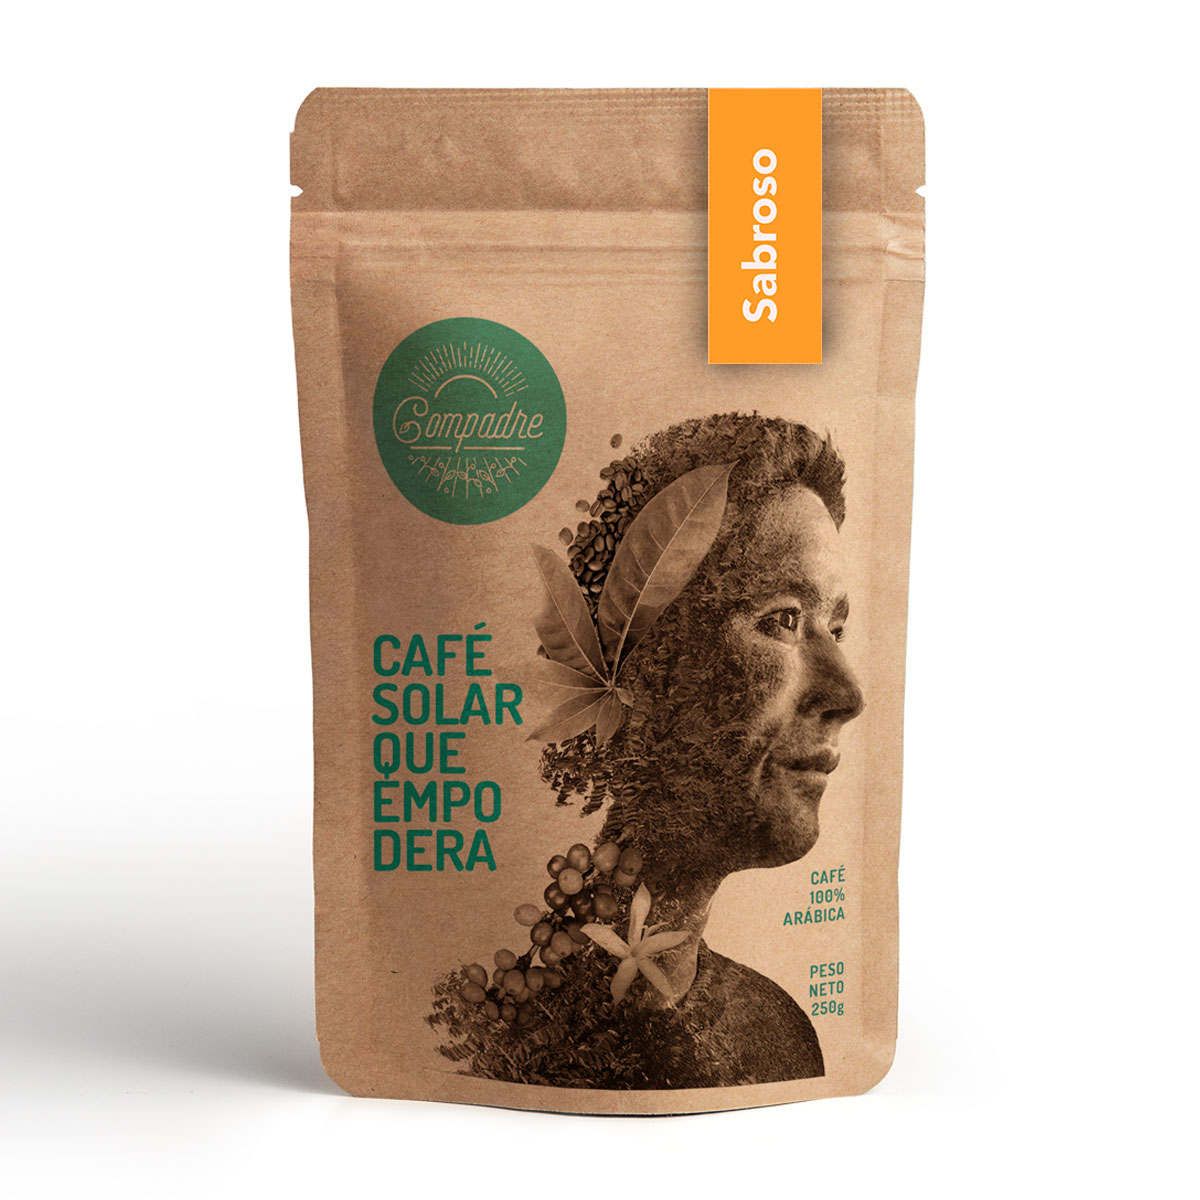 Sabroso
Compadre
CAFÉ
SOLAR
QUE
EMPO
DERA
CAFÉ
100%
ARÁBICA
PESO
NETO
250g